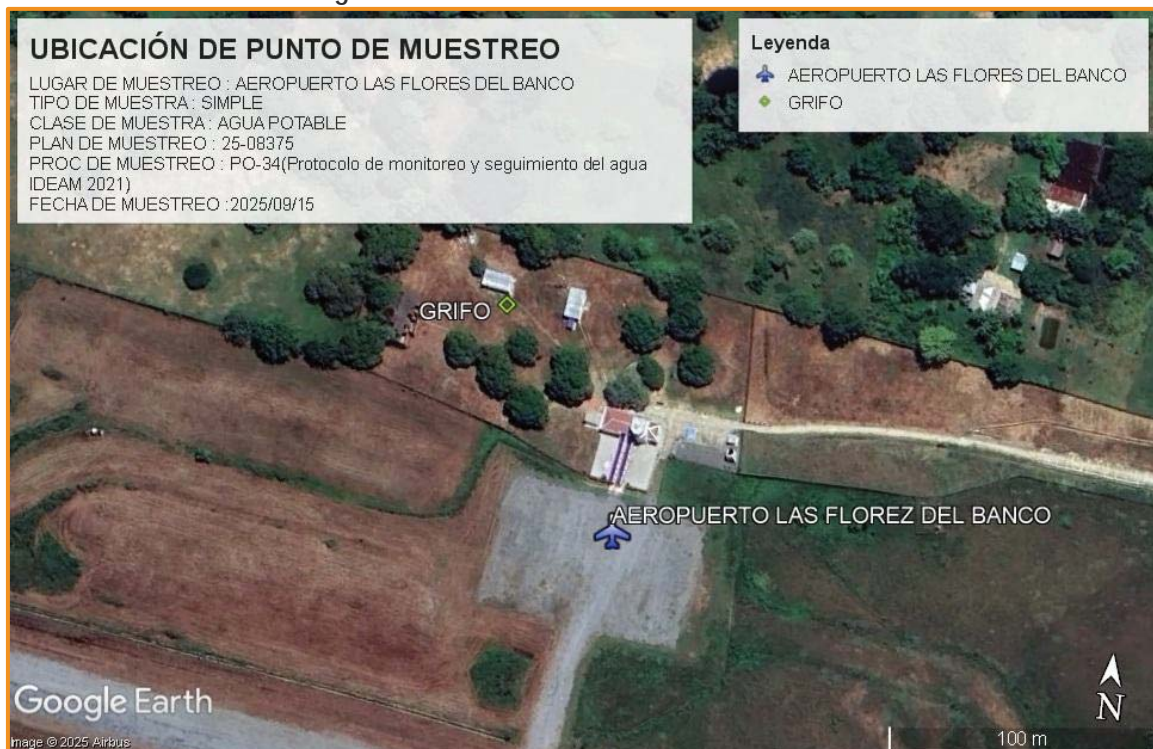 UBICACIÓN DE PUNTO DE MUESTREO
LUGAR DE MUESTREO : AEROPUERTO LAS FLORES DEL BANCO
TIPO DE MUESTRA : SIMPLE
CLASE DE MUESTRA : AGUA POTABLE
PLAN DE MUESTREO : 25-08375
PROC DE MUESTREO : PO-34(Protocolo de monitoreo y seguimiento del agua
IDEAM 2021)
FECHA DE MUESTREO :2025/09/15
Leyenda
AEROPUERTO LAS FLORES DEL BANCO
GRIFO
GRIFO
AEROPUERTO LAS FLOREZ DEL BANCO
Google Earth
Image © 2025 Airbus
N
100 m